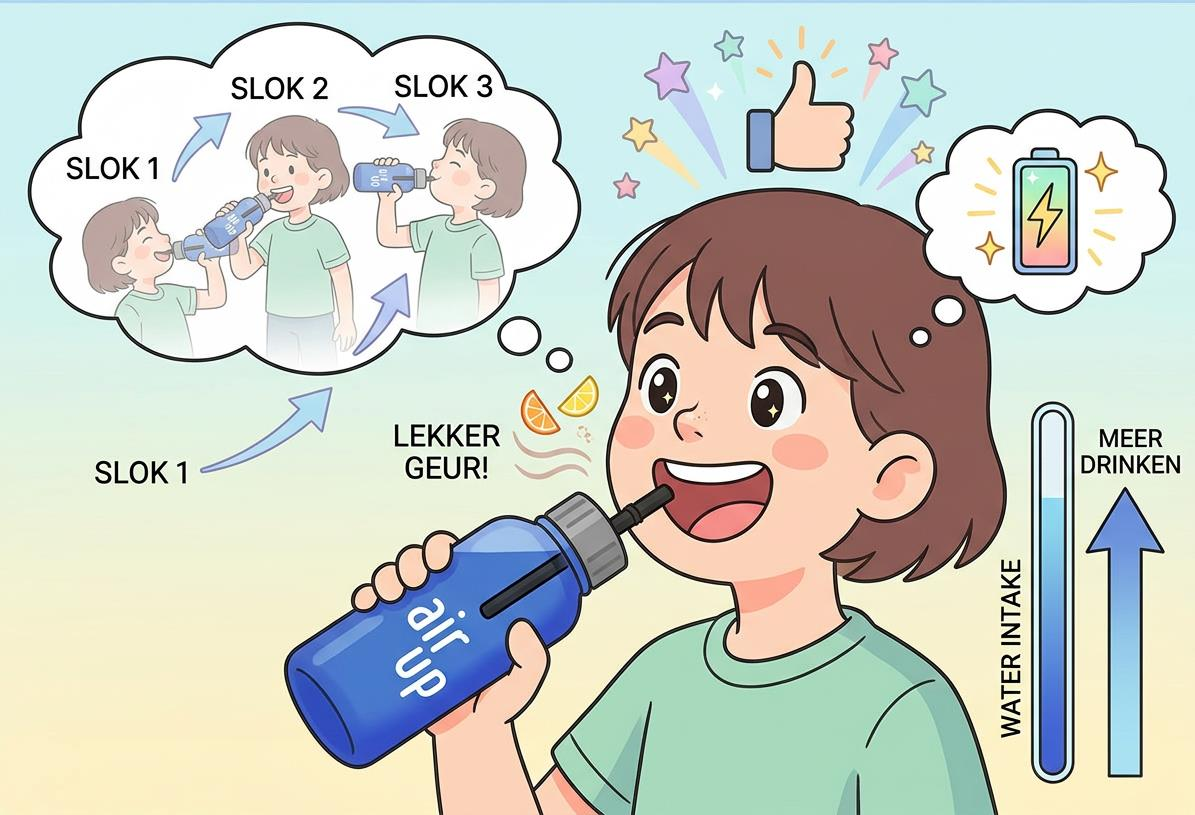 SLOK 1
SLOK 2
SLOK 3
SLOK 1
LEKKER
GEUR!
air
up
MEER
DRINKEN
WATER INTAKE